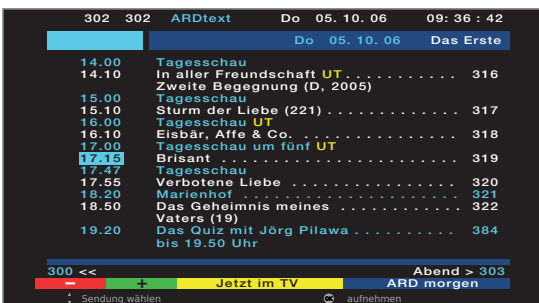 302 302 ARDtext Do 05. 10. 06 09: 36 : 42
Do 05. 10. 06 Das Erste
14.00 Tagesschau
14.10 In aller Freundschaft UT . . . . . . . . . . . 316
Zweite Begegnung (D, 2005)
15.00 Tagesschau
15.10 Sturm der Liebe (221) . . . . . . . . . . . . . 317
16.00 Tagesschau UT
16.10 Eisbär, Affe & Co. . . . . . . . . . . . . . . . 318
17.00 Tagesschau um fünf UT
17.15 Brisant . . . . . . . . . . . . . . . . . . . . . . 319
17.47 Tagesschau
17.55 Verbotene Liebe . . . . . . . . . . . . . . . . 320
18.20 Marienhof . . . . . . . . . . . . . . . . . . . . 321
18.50 Das Geheimnis meines . . . . . . . . . . . 322
Vaters (19)
19.20 Das Quiz mit Jörg Pilawa . . . . . . . . . . 384
bis 19.50 Uhr
300 << Abend > 303
– + Jetzt im TV ARD morgen
Sendung wählen OK aufnehmen